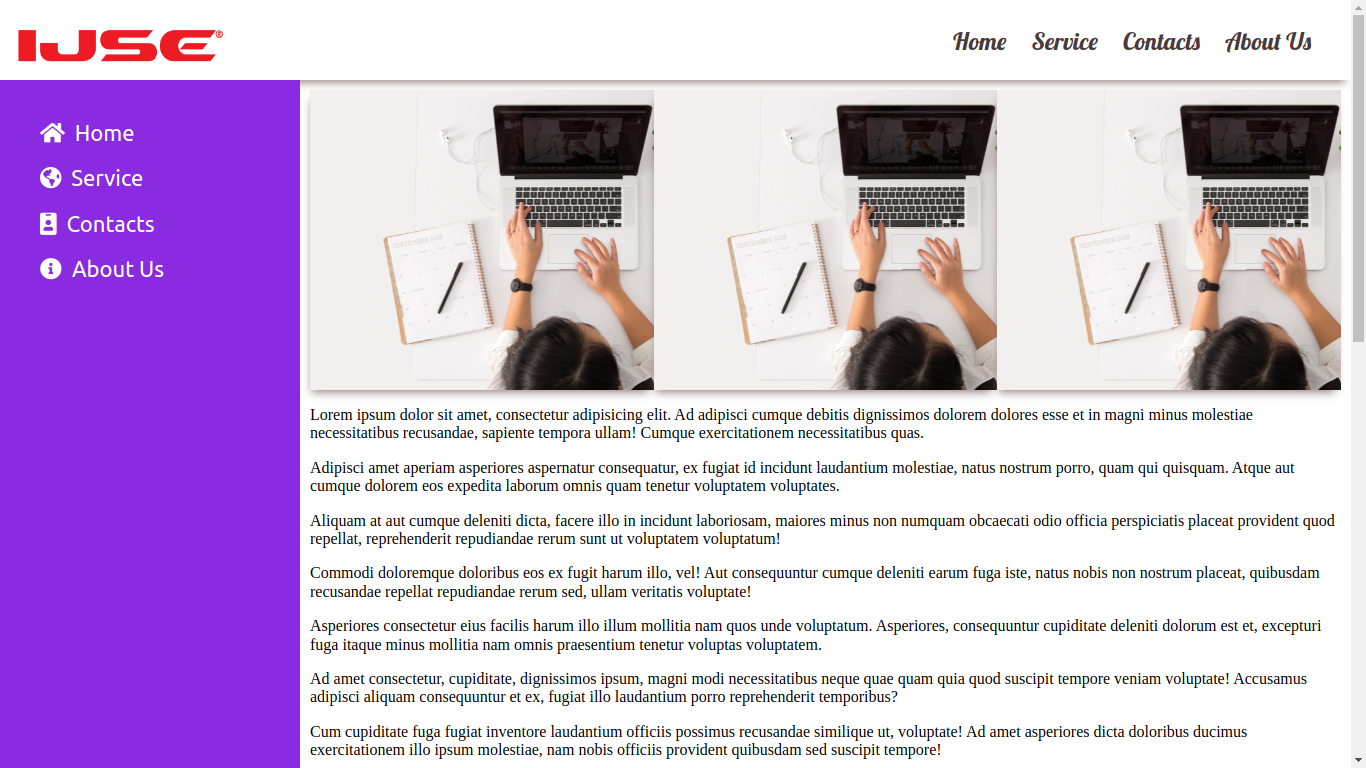 IJSE®
Home Service Contacts About Us
Home
Service
Contacts
About Us
SEPTEMBER
SEPTEMBER
SEPTEMBER
Lorem ipsum dolor sit amet, consectetur adipisicing elit. Ad adipisci cumque debitis dignissimos dolorem dolores esse et in magni minus molestiae
necessitatibus recusandae, sapiente tempora ullam! Cumque exercitationem necessitatibus quas.
Adipisci amet aperiam asperiores aspernatur consequatur, ex fugiat id incidunt laudantium molestiae, natus nostrum porro, quam qui quisquam. Atque aut
cumque dolorem eos expedita laborum omnis quam tenetur voluptatem voluptates.
Aliquam at aut cumque deleniti dicta, facere illo in incidunt laboriosam, maiores minus non numquam obcaecati odio officia perspiciatis placeat provident quod
repellat, reprehenderit repudiandae rerum sunt ut voluptatem voluptatum!
Commodi doloremque doloribus eos ex fugit harum illo, vel! Aut consequuntur cumque deleniti earum fuga iste, natus nobis non nostrum placeat, quibusdam
recusandae repellat repudiandae rerum sed, ullam veritatis voluptate!
Asperiores consectetur eius facilis harum illo illum mollitia nam quos unde voluptatum. Asperiores, consequuntur cupiditate deleniti dolorum est et, excepturi
fuga itaque minus mollitia nam omnis praesentium tenetur voluptas voluptatem.
Ad amet consectetur, cupiditate, dignissimos ipsum, magni modi necessitatibus neque quae quam quia quod suscipit tempore veniam voluptate! Accusamus
adipisci aliquam consequuntur et ex, fugiat illo laudantium porro reprehenderit temporibus?
Cum cupiditate fuga fugiat inventore laudantium officiis possimus recusandae similique ut, voluptate! Ad amet asperiores dicta doloribus ducimus
exercitationem illo ipsum molestiae, nam nobis officiis provident quibusdam sed suscipit tempore!